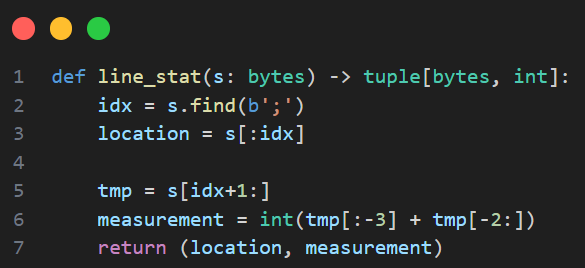 1 def line_stat(s: bytes) -> tuple[bytes, int]:
2     idx = s.find(b';')
3     location = s[:idx]
4
5     tmp = s[idx+1:]
6     measurement = int(tmp[:-3] + tmp[-2:])
7     return (location, measurement)